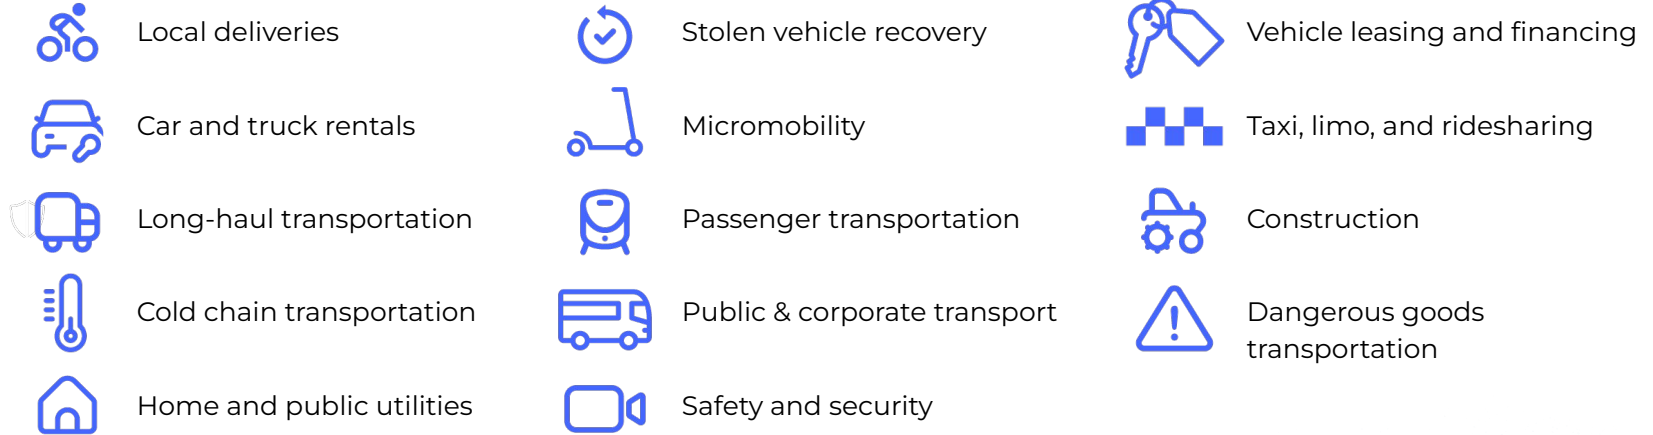 Local deliveries
Car and truck rentals
Long-haul transportation
Cold chain transportation
Home and public utilities
Stolen vehicle recovery
Micromobility
Passenger transportation
Public & corporate transport
Safety and security
Vehicle leasing and financing
Taxi, limo, and ridesharing
Construction
Dangerous goods
transportation